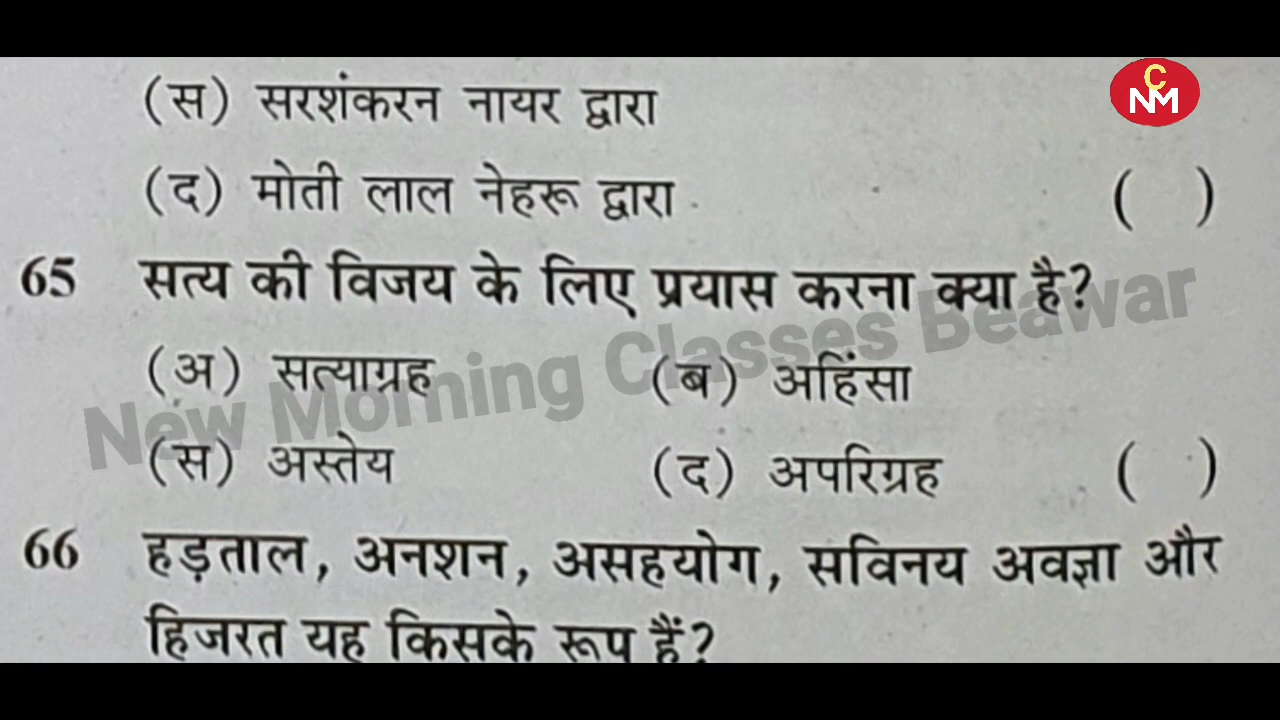 (स) सरशंकरन नायर द्वारा
(द) मोती लाल नेहरू द्वारा ( )
65 सत्य की विजय के लिए प्रयास करना क्या है?
(अ) सत्याग्रह (ब) अहिंसा
(स) अस्तेय (द) अपरिग्रह ( )
66 हड़ताल, अनशन, असहयोग, सविनय अवज्ञा और
हिजरत यह किसके रूप हैं?
New Morning Classes Beawar
C
NM